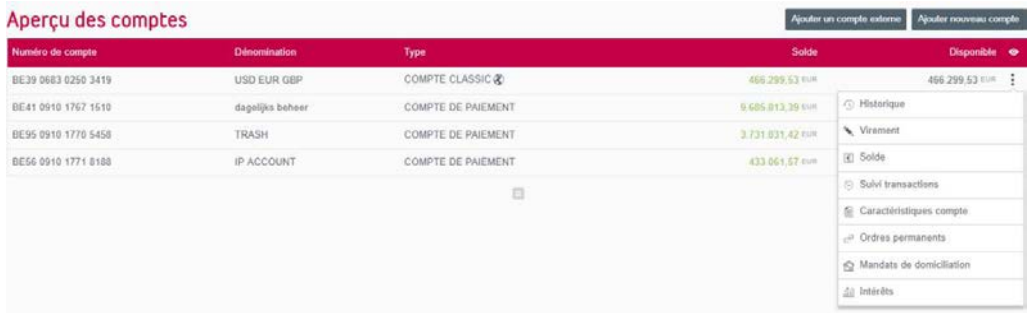 Aperçu des comptes
Ajouter un compte externe Ajouter nouveau compte
Numéro de compte Dénomination Type Solde Disponible
BE39 0683 0250 3419 USD EUR GBP COMPTE CLASSIC 466.299,53 EUR 466.299,53 EUR
BE41 0910 1767 1510 dagelijks beheer COMPTE DE PAIEMENT 9.685.013,39 EUR
BE95 0910 1770 5458 TRASH COMPTE DE PAIEMENT 3.731.031,42 EUR
BE56 0910 1771 8188 IP ACCOUNT COMPTE DE PAIEMENT 433.061,57 EUR
Historique
Virement
Solde
Suivi transactions
Caractéristiques compte
Ordres permanents
Mandats de domiciliation
Intérêts